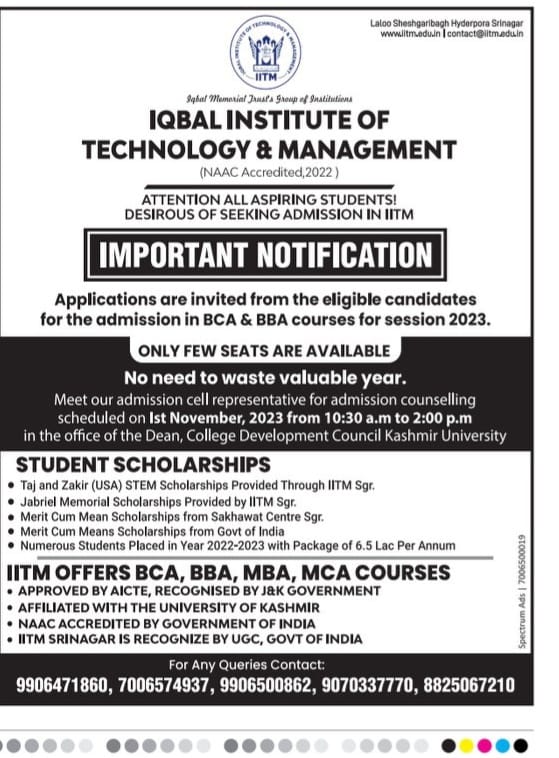 Laloo Sheshgaribagh Hyderpora Srinagar
www.iitm.edu.in | contact@iitm.edu.in
IQBAL INSTITUTE OF TECHNOLOGY & MANAGEMENT
IITM
Iqbal Memorial Trust's Group of Institutions
IQBAL INSTITUTE OF
TECHNOLOGY & MANAGEMENT
(NAAC Accredited,2022 )
ATTENTION ALL ASPIRING STUDENTS!
DESIROUS OF SEEKING ADMISSION IN IITM
IMPORTANT NOTIFICATION
Applications are invited from the eligible candidates
for the admission in BCA & BBA courses for session 2023.
ONLY FEW SEATS ARE AVAILABLE
No need to waste valuable year.
Meet our admission cell representative for admission counselling
scheduled on 1st November, 2023 from 10:30 a.m to 2:00 p.m
in the office of the Dean, College Development Council Kashmir University
STUDENT SCHOLARSHIPS
• Taj and Zakir (USA) STEM Scholarships Provided Through IITM Sgr.
• Jabriel Memorial Scholarships Provided by IITM Sgr.
• Merit Cum Mean Scholarships from Sakhawat Centre Sgr.
• Merit Cum Means Scholarships from Govt of India
• Numerous Students Placed in Year 2022-2023 with Package of 6.5 Lac Per Annum
IITM OFFERS BCA, BBA, MBA, MCA COURSES
• APPROVED BY AICTE, RECOGNISED BY J&K GOVERNMENT
• AFFILIATED WITH THE UNIVERSITY OF KASHMIR
• NAAC ACCREDITED BY GOVERNMENT OF INDIA
• IITM SRINAGAR IS RECOGNIZE BY UGC, GOVT OF INDIA
Spectrum Ads | 7006500019
For Any Queries Contact:
9906471860, 7006574937, 9906500862, 9070337770, 8825067210